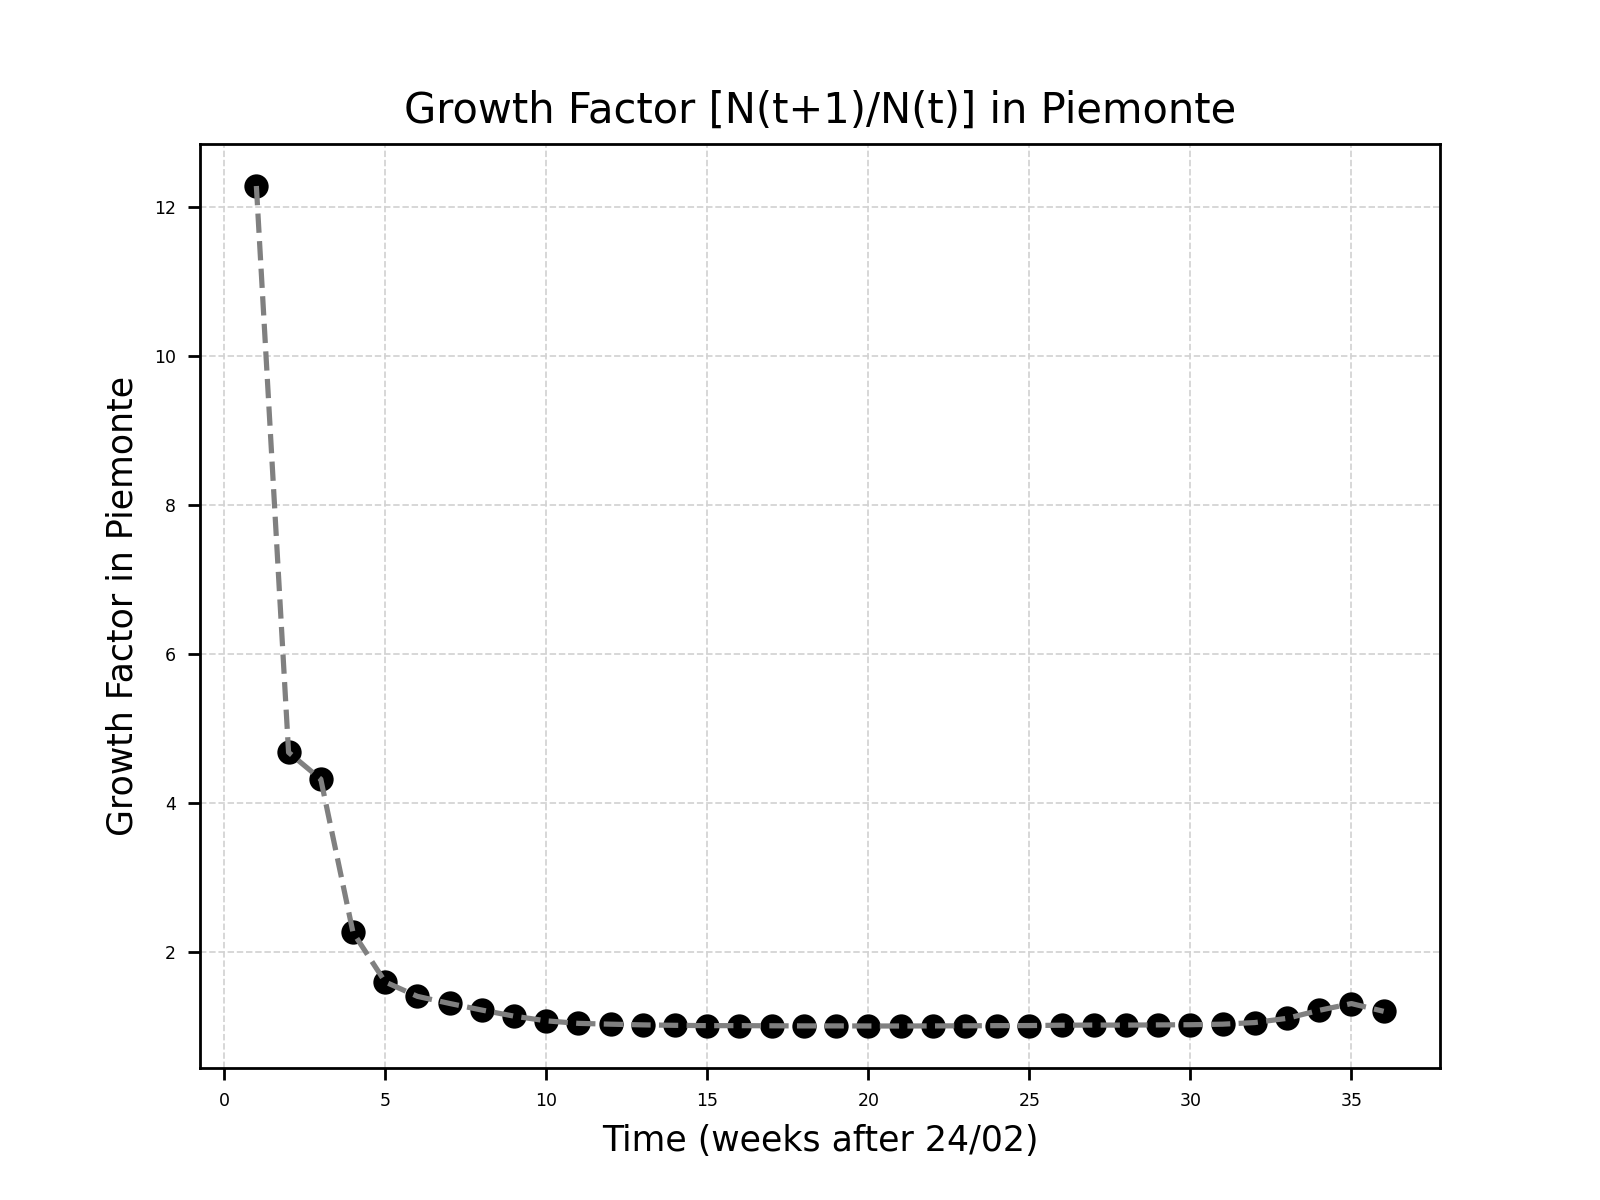 Growth Factor [N(t+1)/N(t)] in Piemonte
Growth Factor in Piemonte
12
10
8
6
4
2
0 5 10 15 20 25 30 35
Time (weeks after 24/02)